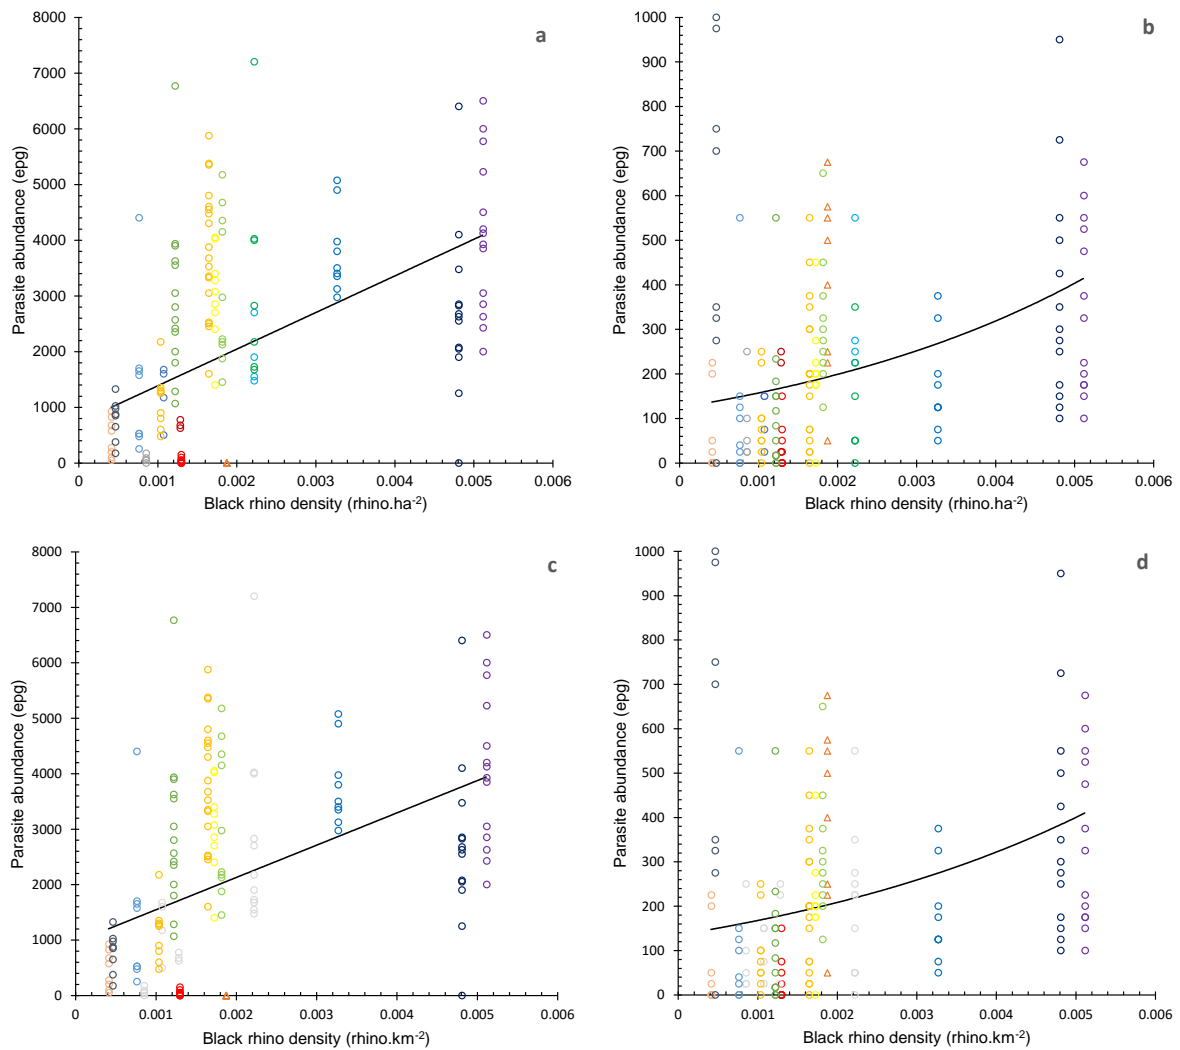 a
Parasite abundance (epg)
8000
7000
6000
5000
4000
3000
2000
1000
0
0 0.001 0.002 0.003 0.004 0.005 0.006
Black rhino density (rhino.ha-2)
b
Parasite abundance (epg)
1000
900
800
700
600
500
400
300
200
100
0
0 0.001 0.002 0.003 0.004 0.005 0.006
Black rhino density (rhino.ha-2)
c
Parasite abundance (epg)
8000
7000
6000
5000
4000
3000
2000
1000
0
0 0.001 0.002 0.003 0.004 0.005 0.006
Black rhino density (rhino.km-2)
d
Parasite abundance (epg)
1000
900
800
700
600
500
400
300
200
100
0
0 0.001 0.002 0.003 0.004 0.005 0.006
Black rhino density (rhino.km-2)